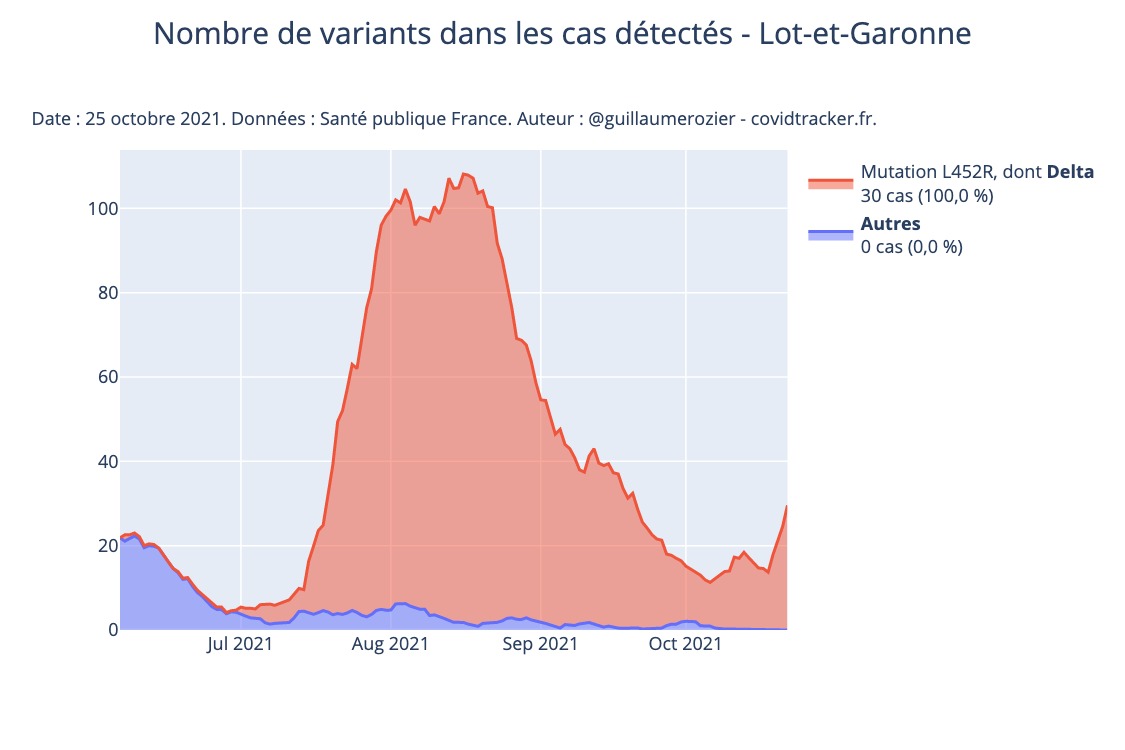 Nombre de variants dans les cas détectés - Lot-et-Garonne
Date : 25 octobre 2021. Données : Santé publique France. Auteur : @guillaumerozier - covidtracker.fr.
Mutation L452R, dont Delta
30 cas (100,0 %)
Autres
0 cas (0,0 %)
100
80
60
40
20
0
Jul 2021
Aug 2021
Sep 2021
Oct 2021